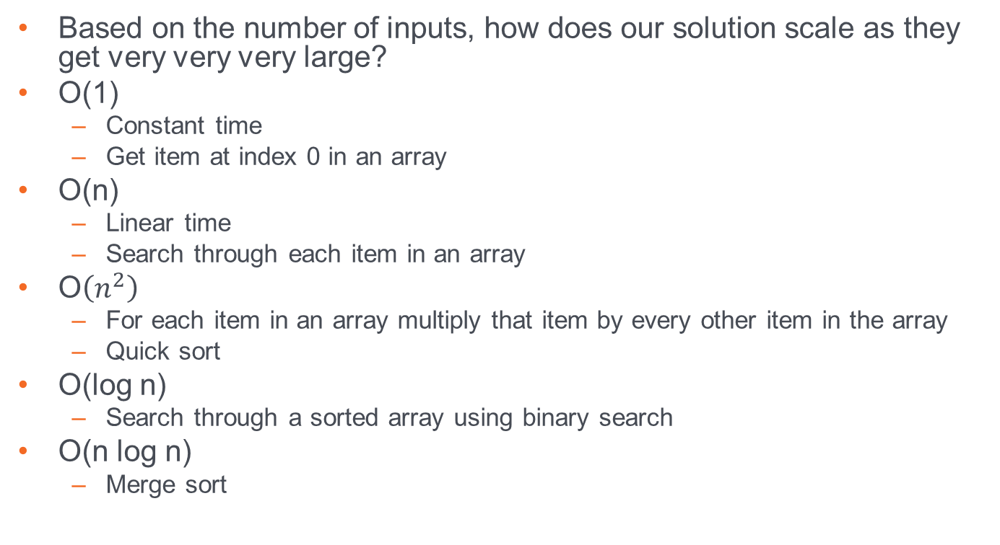 • Based on the number of inputs, how does our solution scale as they
get very very very large?
• O(1)
– Constant time
– Get item at index 0 in an array
• O(n)
– Linear time
– Search through each item in an array
• O(n²)
– For each item in an array multiply that item by every other item in the array
– Quick sort
• O(log n)
– Search through a sorted array using binary search
• O(n log n)
– Merge sort